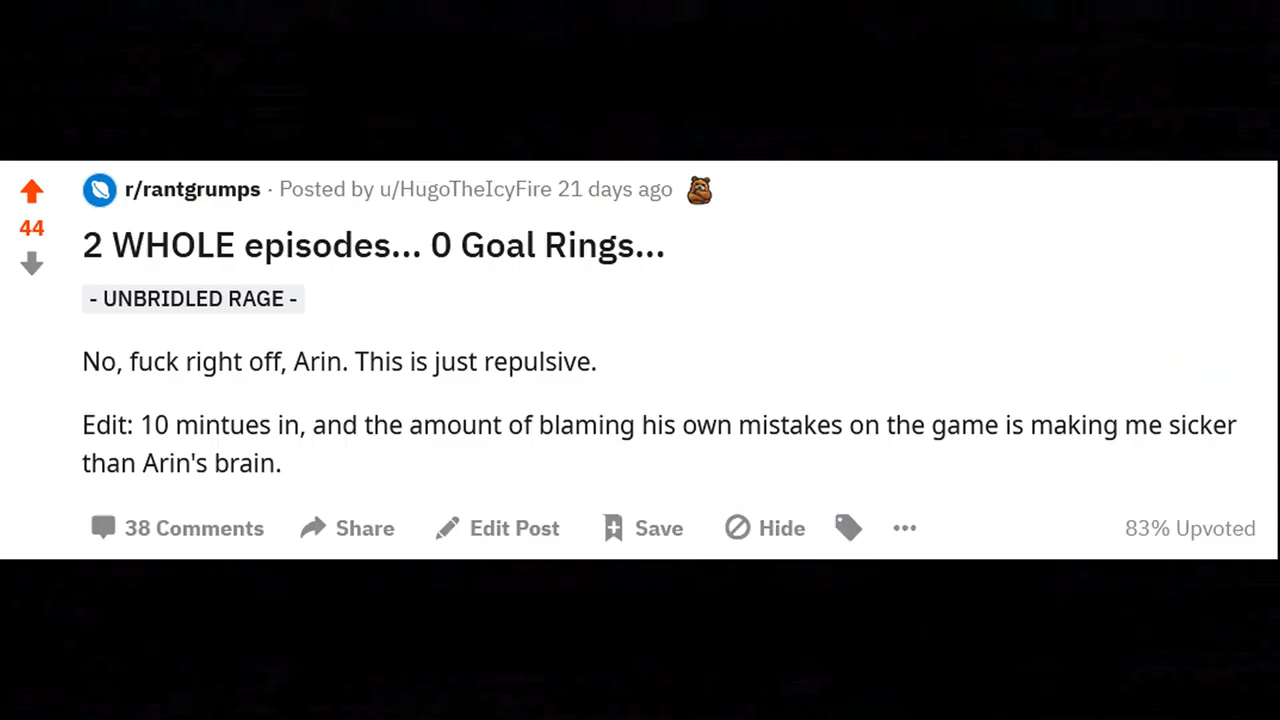 r/rantgrumps · Posted by u/HugoTheIcyFire 21 days ago
44
2 WHOLE episodes... 0 Goal Rings...
- UNBRIDLED RAGE -
No, fuck right off, Arin. This is just repulsive.
Edit: 10 mintues in, and the amount of blaming his own mistakes on the game is making me sicker
than Arin's brain.
38 Comments Share Edit Post Save Hide ••• 83% Upvoted